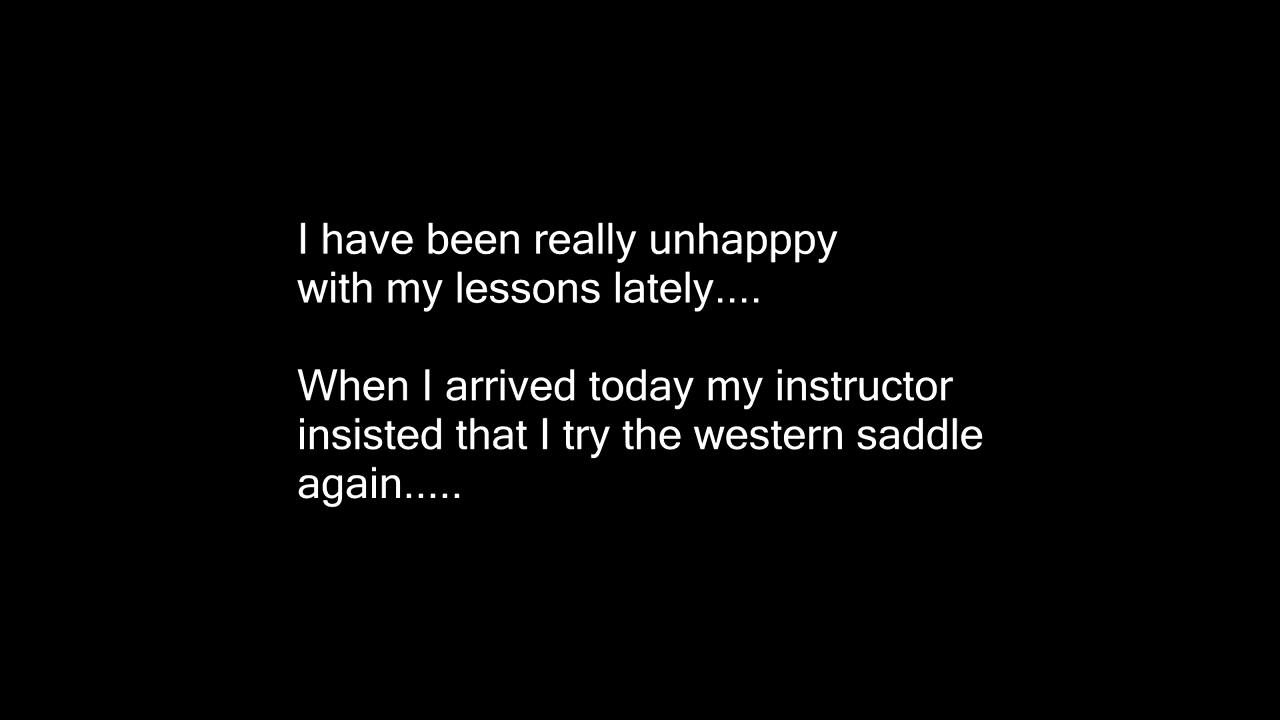 I have been really unhapppy
with my lessons lately....
When I arrived today my instructor
insisted that I try the western saddle
again.....